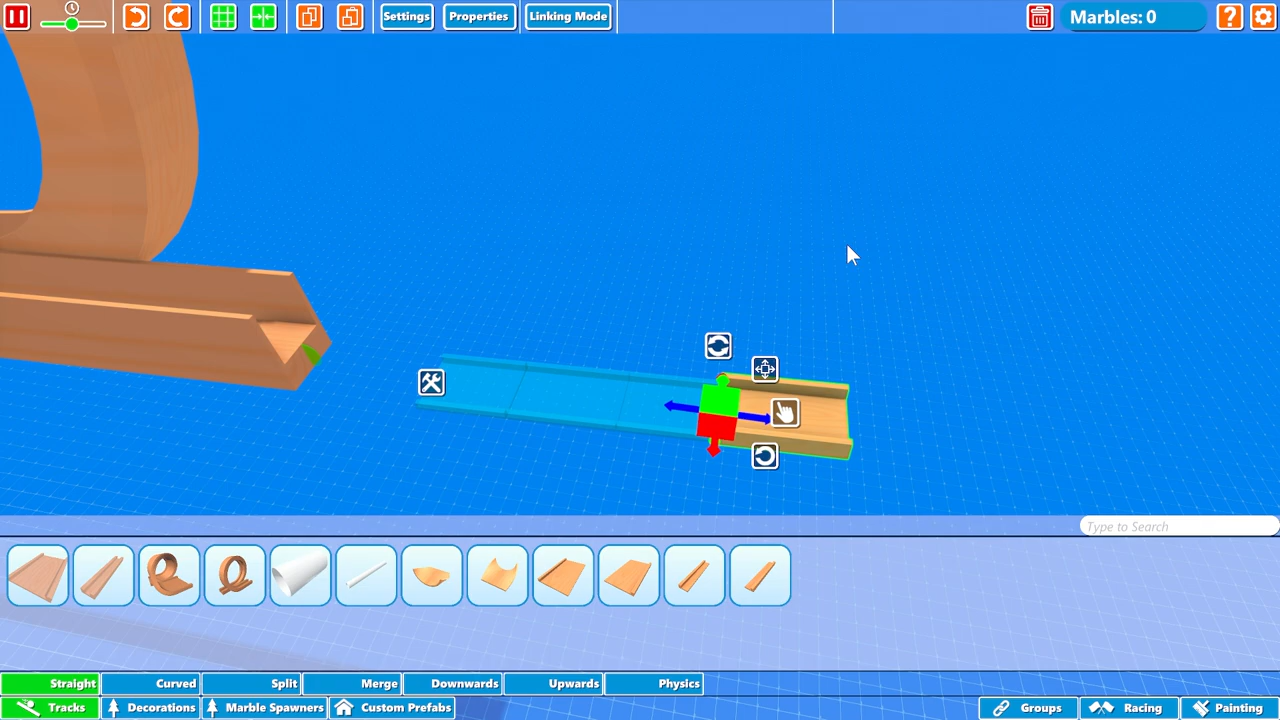 Settings
Properties
Linking Mode
Marbles: 0
?
Type to Search
Straight
Curved
Split
Merge
Downwards
Upwards
Physics
Tracks
Decorations
Marble Spawners
Custom Prefabs
Groups
Racing
Painting